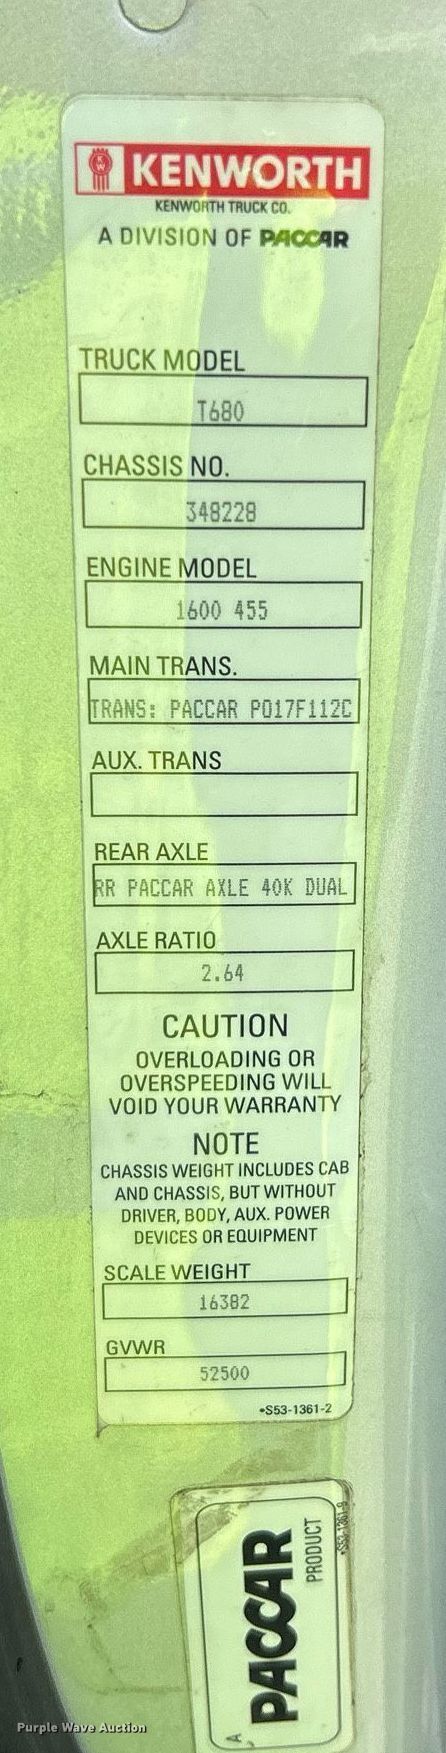 KW KENWORTH
KENWORTH TRUCK CO.
A DIVISION OF PACCAR
TRUCK MODEL
T680
CHASSIS NO.
348228
ENGINE MODEL
1600 455
MAIN TRANS.
TRANS: PACCAR PO17F112C
AUX. TRANS
REAR AXLE
RR PACCAR AXLE 40K DUAL
AXLE RATIO
2.64
CAUTION
OVERLOADING OR
OVERSPEEDING WILL
VOID YOUR WARRANTY
NOTE
CHASSIS WEIGHT INCLUDES CAB
AND CHASSIS, BUT WITHOUT
DRIVER, BODY, AUX. POWER
DEVICES OR EQUIPMENT
SCALE WEIGHT
16382
GVWR
52500
•S53-1361-2
A
PACCAR
PRODUCT
Purple Wave Auction